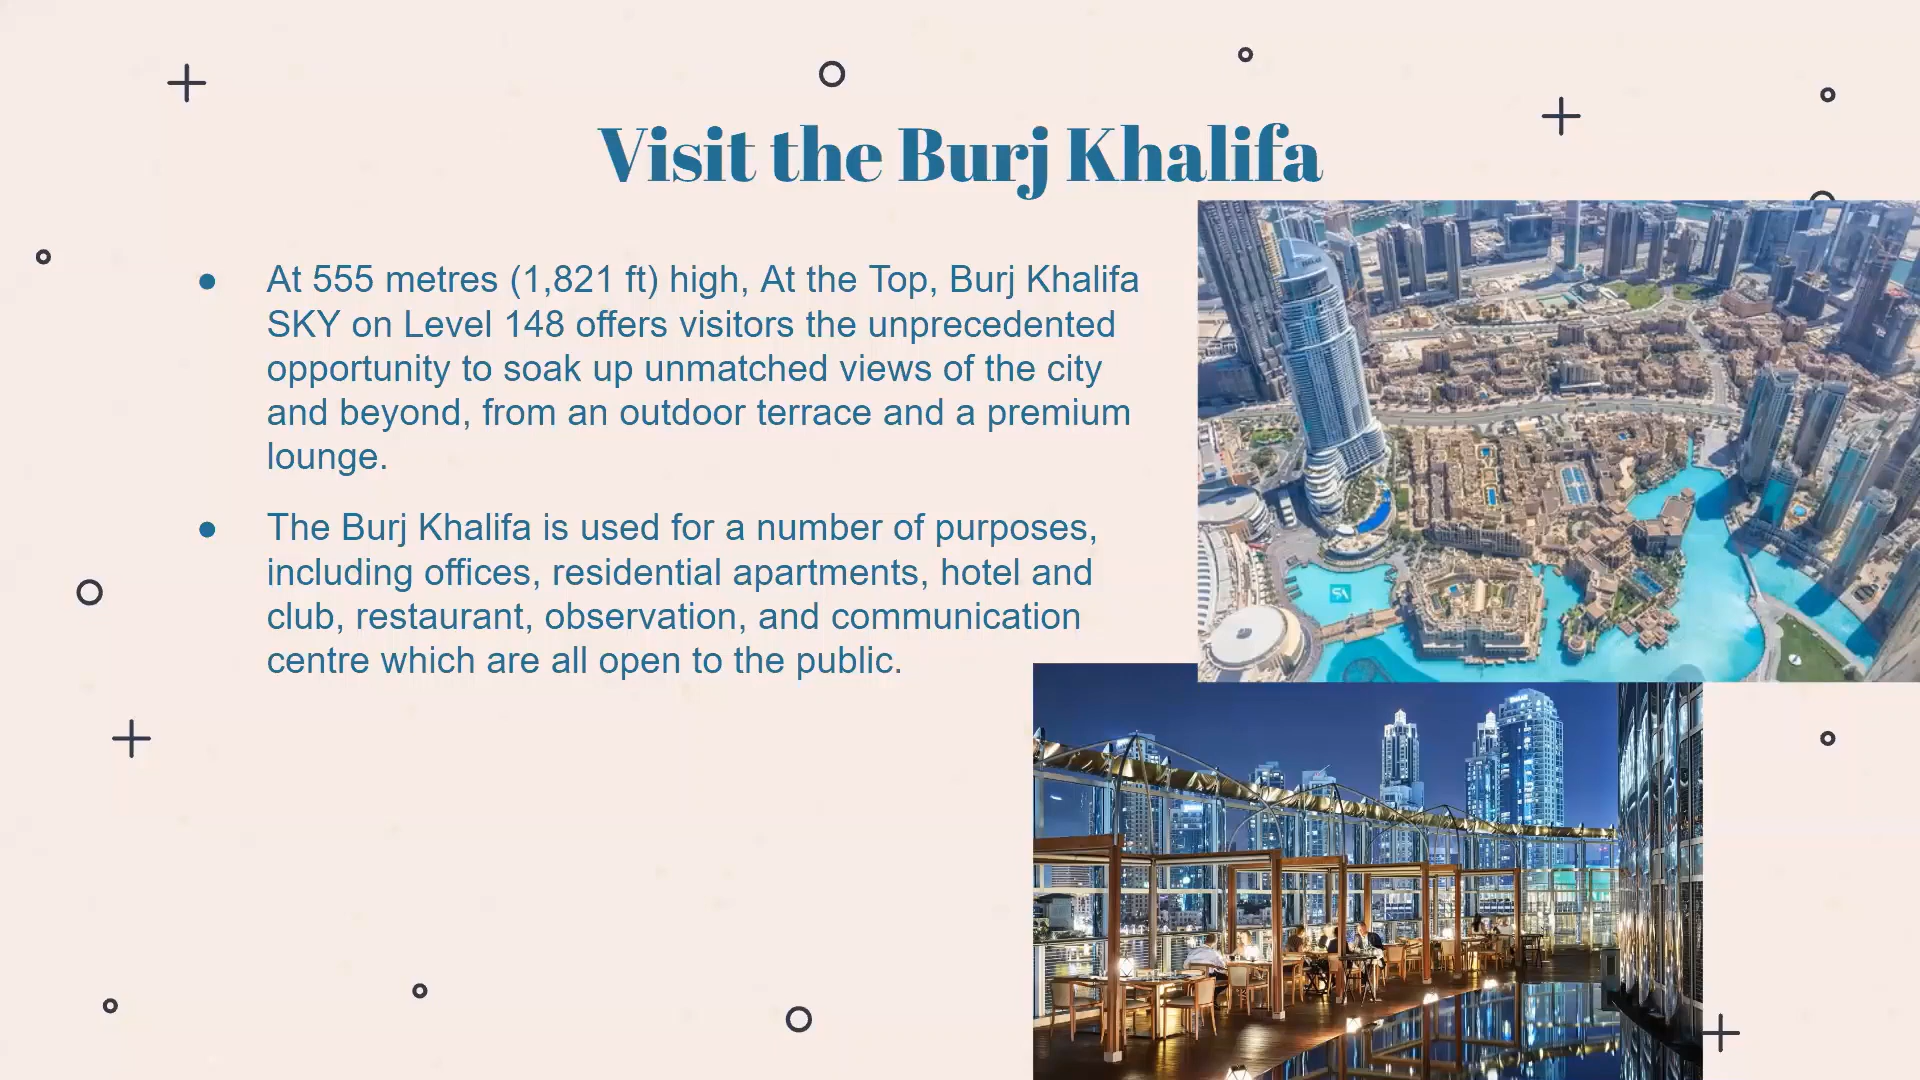 Visit the Burj Khalifa
● At 555 metres (1,821 ft) high, At the Top, Burj Khalifa
SKY on Level 148 offers visitors the unprecedented
opportunity to soak up unmatched views of the city
and beyond, from an outdoor terrace and a premium
lounge.
● The Burj Khalifa is used for a number of purposes,
including offices, residential apartments, hotel and
club, restaurant, observation, and communication
centre which are all open to the public.